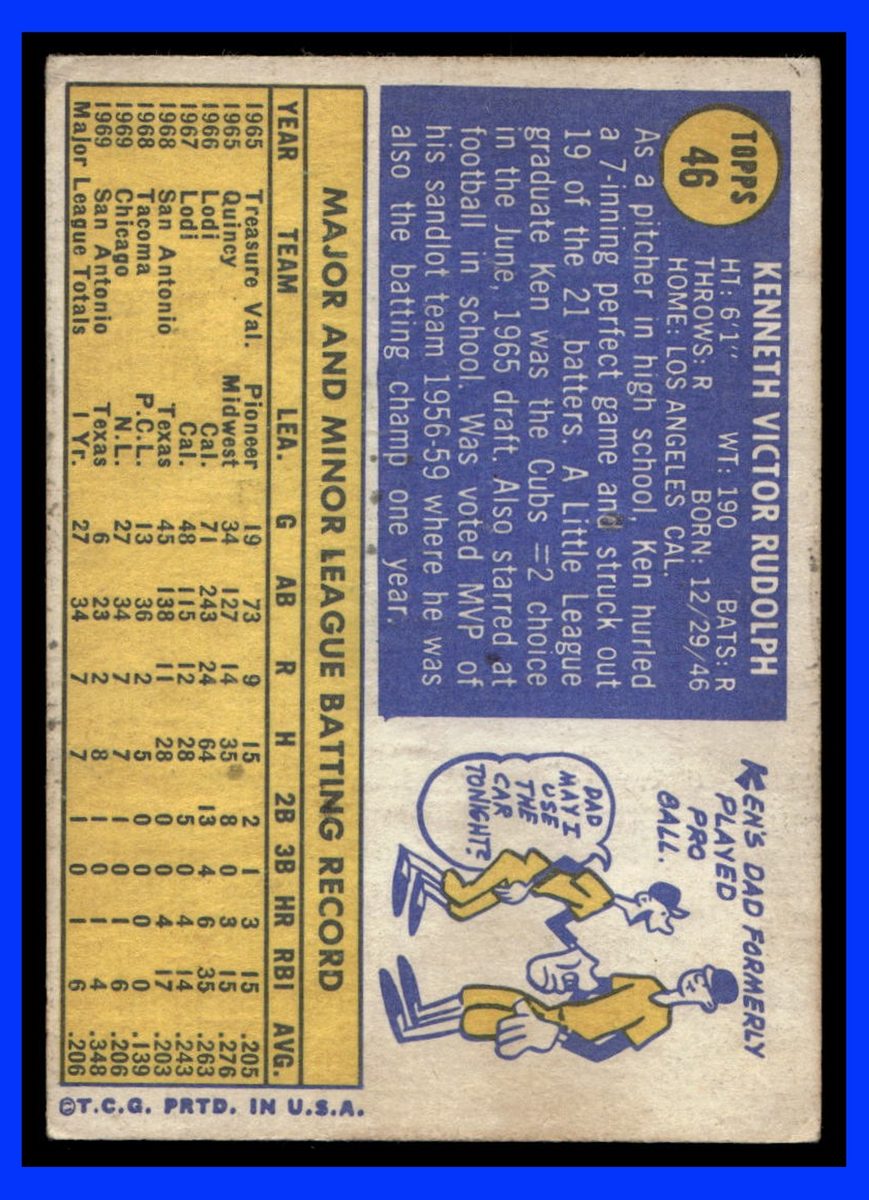 TOPPS
46
KENNETH VICTOR RUDOLPH
HT: 6'1" WT: 190 BATS: R
THROWS: R BORN: 12/29/46
HOME: LOS ANGELES, CAL.
As a pitcher in high school, Ken hurled
a 7-inning perfect game and struck out
19 of the 21 batters. A Little League
graduate Ken was the Cubs #2 choice
in the June, 1965 draft. Also starred at
football in school. Was voted MVP of
his sandlot team 1956-59 where he was
also the batting champ one year.
KEN'S DAD FORMERLY
PLAYED
PRO
BALL.
DAD
MAY I
USE
THE
CAR
TONIGHT?
MAJOR AND MINOR LEAGUE BATTING RECORD
YEAR TEAM LEA. G AB R H 2B 3B HR RBI AVG.
1965 Treasure Val. Pioneer 19 73 9 15 2 1 3 15 .205
1965 Quincy Midwest 34 127 14 35 8 0 3 15 .276
1966 Lodi Cal. 71 243 24 64 13 4 6 35 .263
1967 Lodi Cal. 48 115 12 28 5 0 4 14 .243
1968 San Antonio Texas 45 138 11 28 0 0 4 17 .203
1968 Tacoma P.C.L. 13 36 2 5 0 0 0 0 .139
1969 Chicago N.L. 27 34 7 7 1 1 1 6 .206
1969 San Antonio Texas 6 23 2 8 1 0 1 4 .348
Major League Totals 1 Yr. 27 34 7 7 1 1 1 6 .206
©T.C.G. PRTD. IN U.S.A.